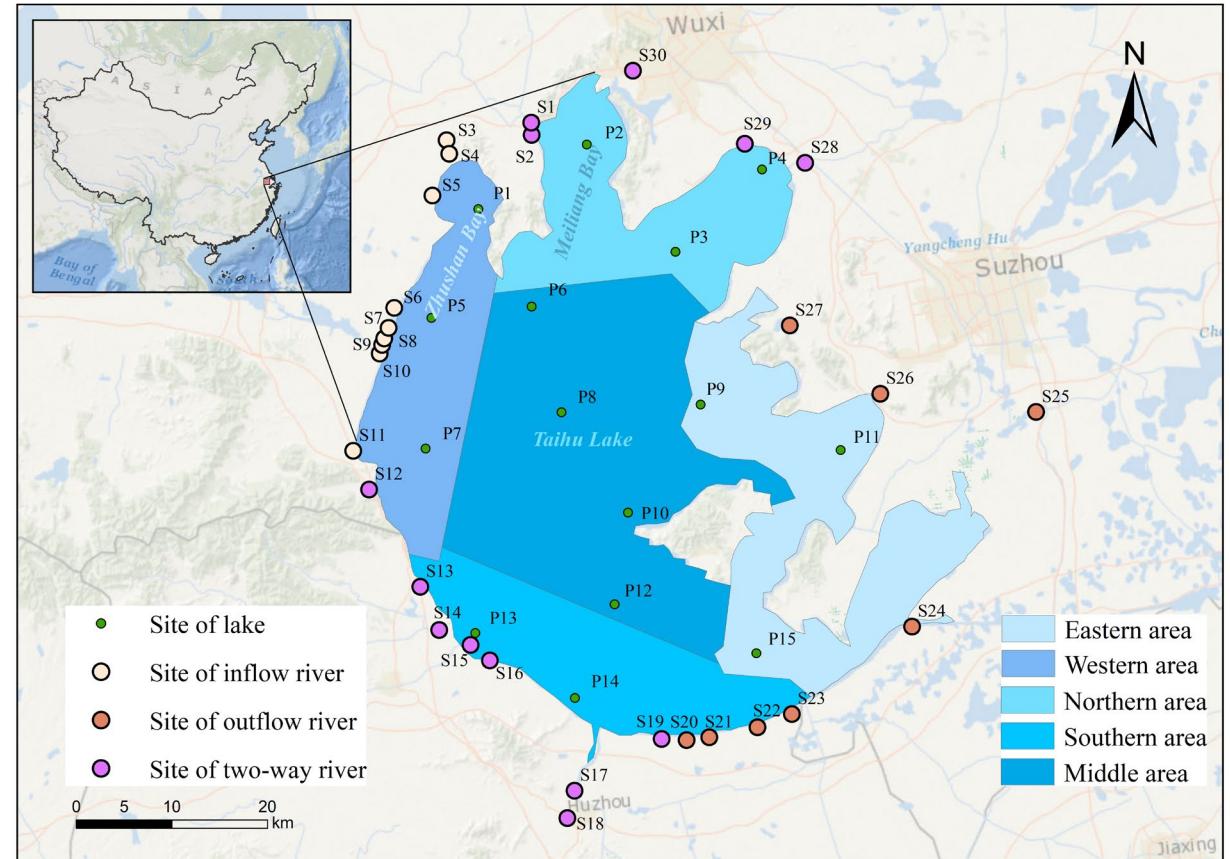 Wuxi
N
A S I A
Bay of
Bengal
S30
S1
S2
P2
S29
S28
P4
S3
S4
S5
P1
Meiliang Bay
Zhushan Bay
P3
Yangcheng Hu
Suzhou
S6
P5
P6
S7
S8
S9
S10
S27
P9
S26
S25
P8
Taihu Lake
P11
S11
P7
S12
P10
S13
P12
S14
P13
S15
S16
P15
S24
P14
S23
S22
S21
S20
S19
S17
Huzhou
S18
Jiaxing
Site of lake
Site of inflow river
Site of outflow river
Site of two-way river
0 5 10 20
km
Eastern area
Western area
Northern area
Southern area
Middle area